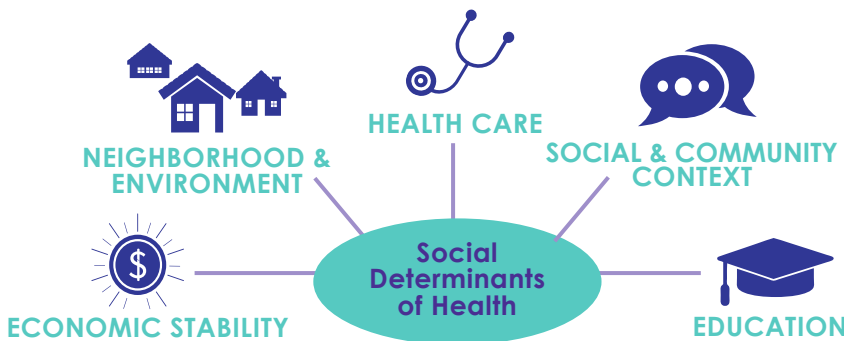 HEALTH CARE
NEIGHBORHOOD &
ENVIRONMENT
SOCIAL & COMMUNITY
CONTEXT
Social
Determinants
of Health
$
ECONOMIC STABILITY
EDUCATION